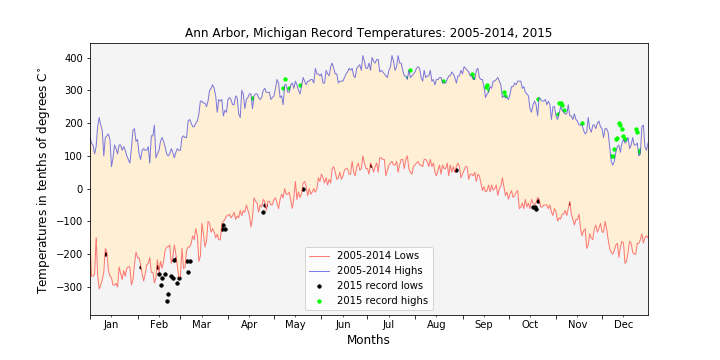 Ann Arbor, Michigan Record Temperatures: 2005-2014, 2015
Temperatures in tenths of degrees C°
400
300
200
100
0
−100
−200
−300
2005-2014 Lows
2005-2014 Highs
2015 record lows
2015 record highs
Jan Feb Mar Apr May Jun Jul Aug Sep Oct Nov Dec
Months